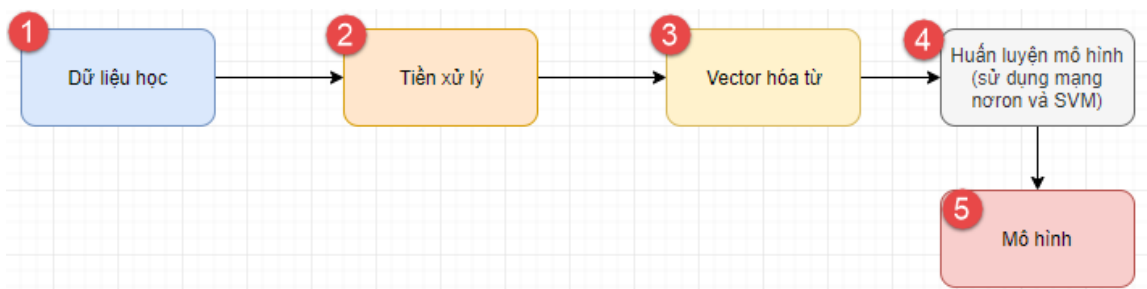 1
Dữ liệu học
2
Tiền xử lý
3
Vector hóa từ
4
Huấn luyện mô hình
(sử dụng mạng
nơron và SVM)
5
Mô hình